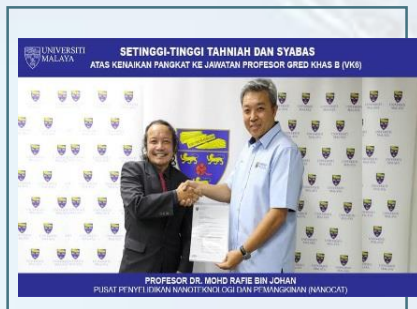 UNIVERSITI
MALAYA
SETINGGI-TINGGI TAHNIAH DAN SYABAS
ATAS KENAIKAN PANGKAT KE JAWATAN PROFESOR GRED KHAS B (VK6)
PROFESOR DR. MOHD RAFIE BIN JOHAN
PUSAT PENYELIDIKAN NANOTEKNOLOGI DAN PEMANGKINAN (NANOCAT)